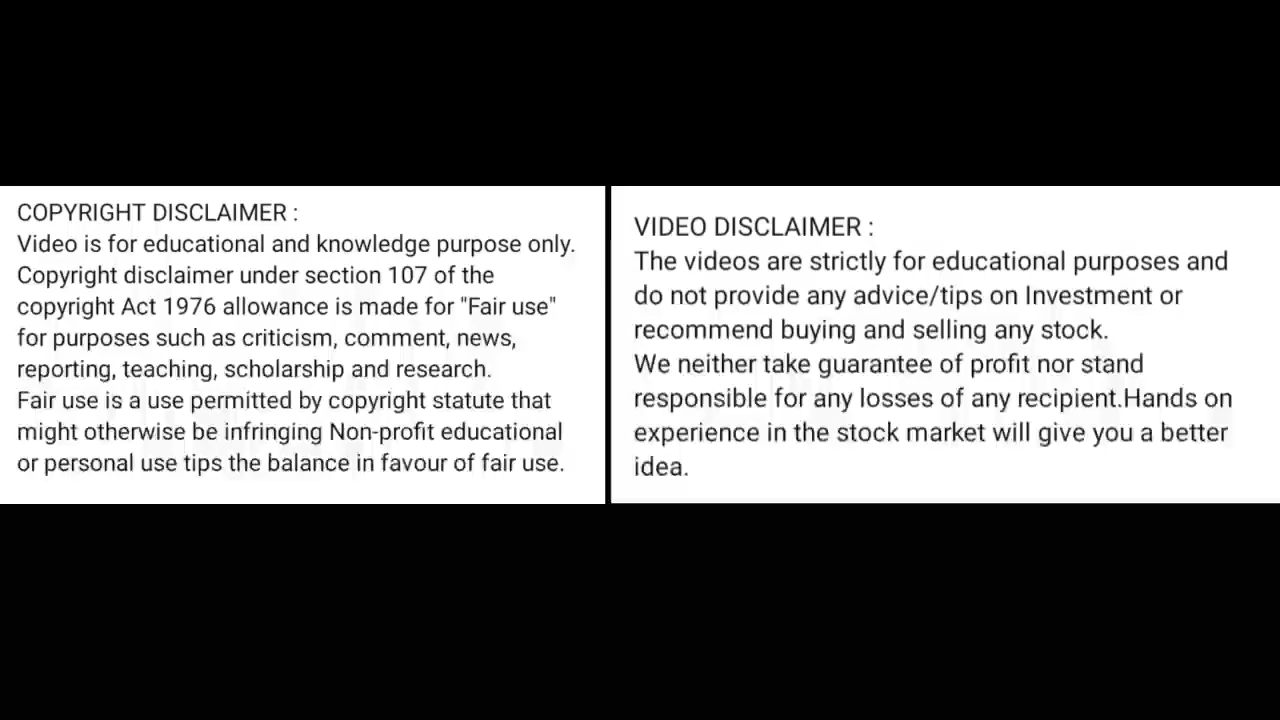 COPYRIGHT DISCLAIMER :
Video is for educational and knowledge purpose only.
Copyright disclaimer under section 107 of the
copyright Act 1976 allowance is made for "Fair use"
for purposes such as criticism, comment, news,
reporting, teaching, scholarship and research.
Fair use is a use permitted by copyright statute that
might otherwise be infringing Non-profit educational
or personal use tips the balance in favour of fair use.
VIDEO DISCLAIMER :
The videos are strictly for educational purposes and
do not provide any advice/tips on Investment or
recommend buying and selling any stock.
We neither take guarantee of profit nor stand
responsible for any losses of any recipient.Hands on
experience in the stock market will give you a better
idea.